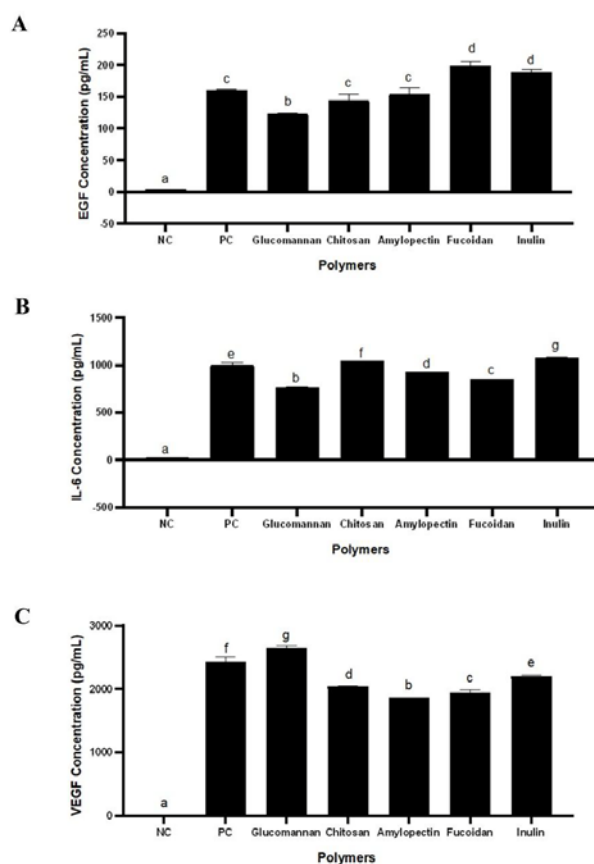 A
EGF Concentration (pg/mL)
250
200
150
100
50
0
-50
a
c
b
c
c
d
d
NC PC Glucomannan Chitosan Amylopectin Fucoidan Inulin
Polymers
B
IL-6 Concentration (pg/mL)
1500
1000
500
0
-500
a
e
b
f
d
c
g
NC PC Glucomannan Chitosan Amylopectin Fucoidan Inulin
Polymers
C
VEGF Concentration (pg/mL)
3000
2000
1000
0
a
f
g
d
b
c
e
NC PC Glucomannan Chitosan Amylopectin Fucoidan Inulin
Polymers